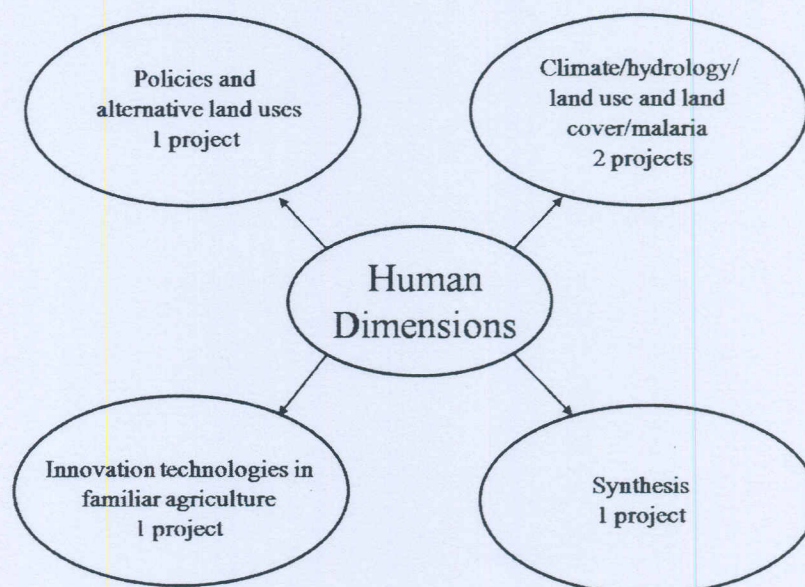 Policies and
alternative land uses
1 project
Climate/hydrology/
land use and land
cover/malaria
2 projects
Human
Dimensions
Innovation technologies in
familiar agriculture
1 project
Synthesis
1 project